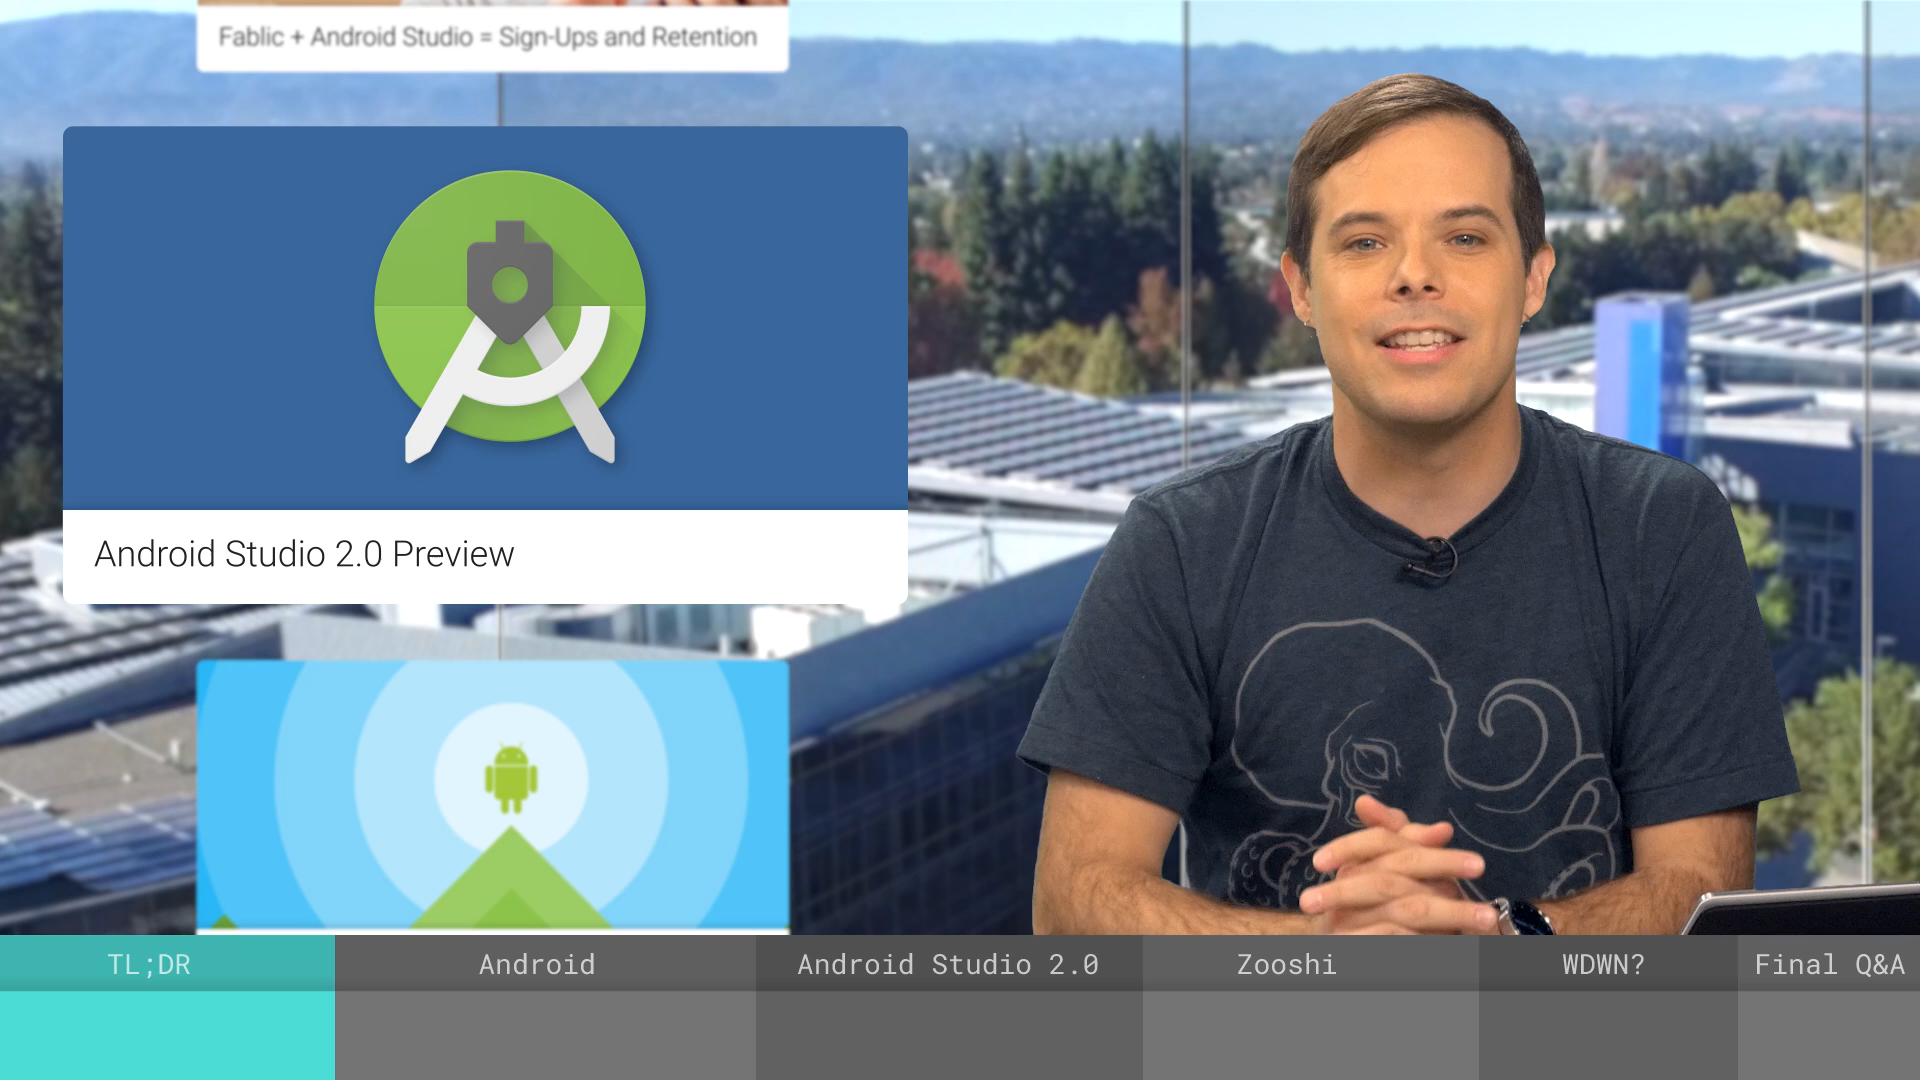 Fablic + Android Studio = Sign-Ups and Retention
Android Studio 2.0 Preview
TL;DR
Android
Android Studio 2.0
Zooshi
WDWN?
Final Q&A